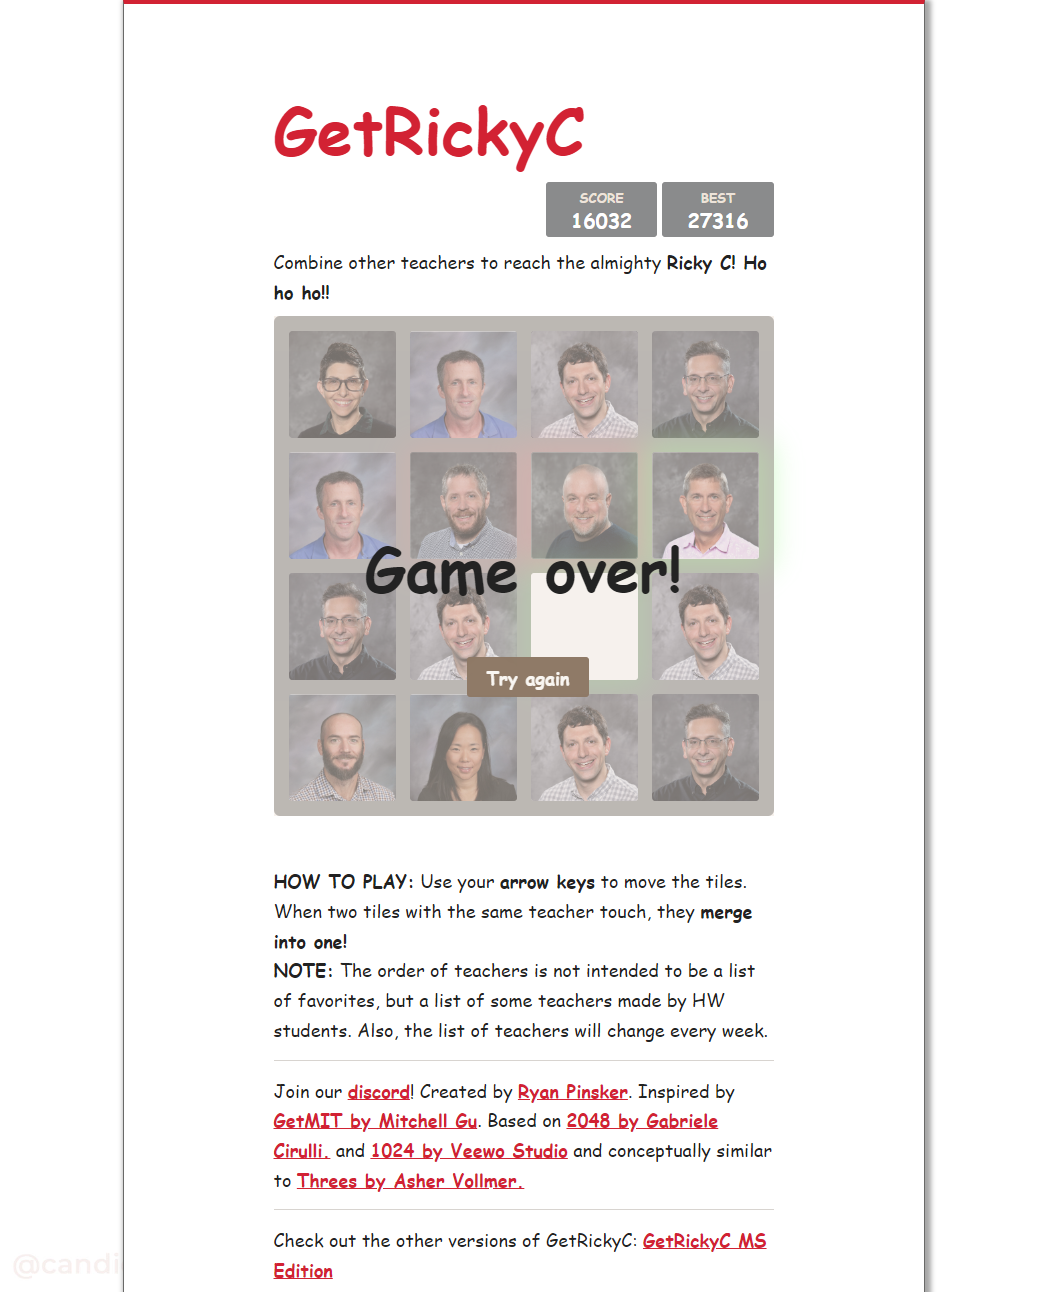 GetRickyC
SCORE
16032
BEST
27316
Combine other teachers to reach the almighty Ricky C! Ho
ho ho!!
Game over!
Try again
HOW TO PLAY: Use your arrow keys to move the tiles.
When two tiles with the same teacher touch, they merge
into one!
NOTE: The order of teachers is not intended to be a list
of favorites, but a list of some teachers made by HW
students. Also, the list of teachers will change every week.
Join our discord! Created by Ryan Pinsker. Inspired by
GetMIT by Mitchell Gu. Based on 2048 by Gabriele
Cirulli. and 1024 by Veewo Studio and conceptually similar
to Threes by Asher Vollmer.
Check out the other versions of GetRickyC: GetRickyC MS
Edition